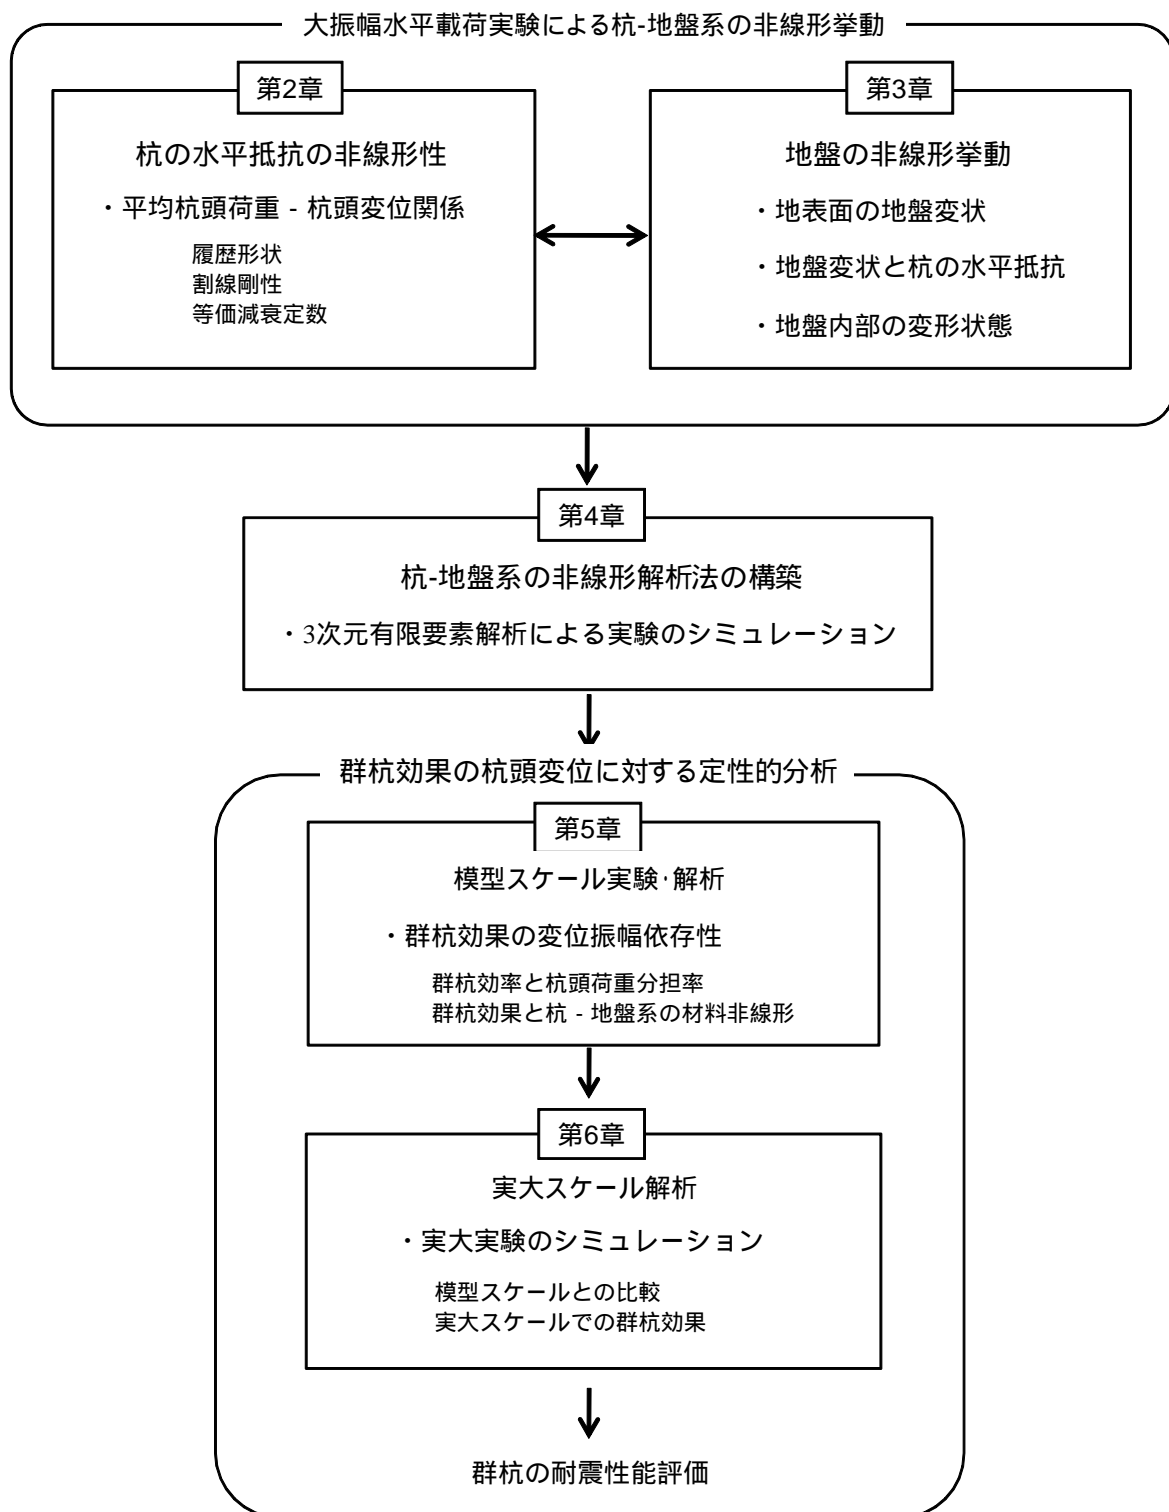 大振幅水平載荷実験による杭-地盤系の非線形挙動
第2章
杭の水平抵抗の非線形性
・平均杭頭荷重 - 杭頭変位関係
履歴形状
割線剛性
等価減衰定数
第3章
地盤の非線形挙動
・地表面の地盤変状
・地盤変状と杭の水平抵抗
・地盤内部の変形状態
第4章
杭-地盤系の非線形解析法の構築
・3次元有限要素解析による実験のシミュレーション
群杭効果の杭頭変位に対する定性的分析
第5章
模型スケール実験・解析
・群杭効果の変位振幅依存性
群杭効率と杭頭荷重分担率
群杭効果と杭 - 地盤系の材料非線形
第6章
実大スケール解析
・実大実験のシミュレーション
模型スケールとの比較
実大スケールでの群杭効果
群杭の耐震性能評価